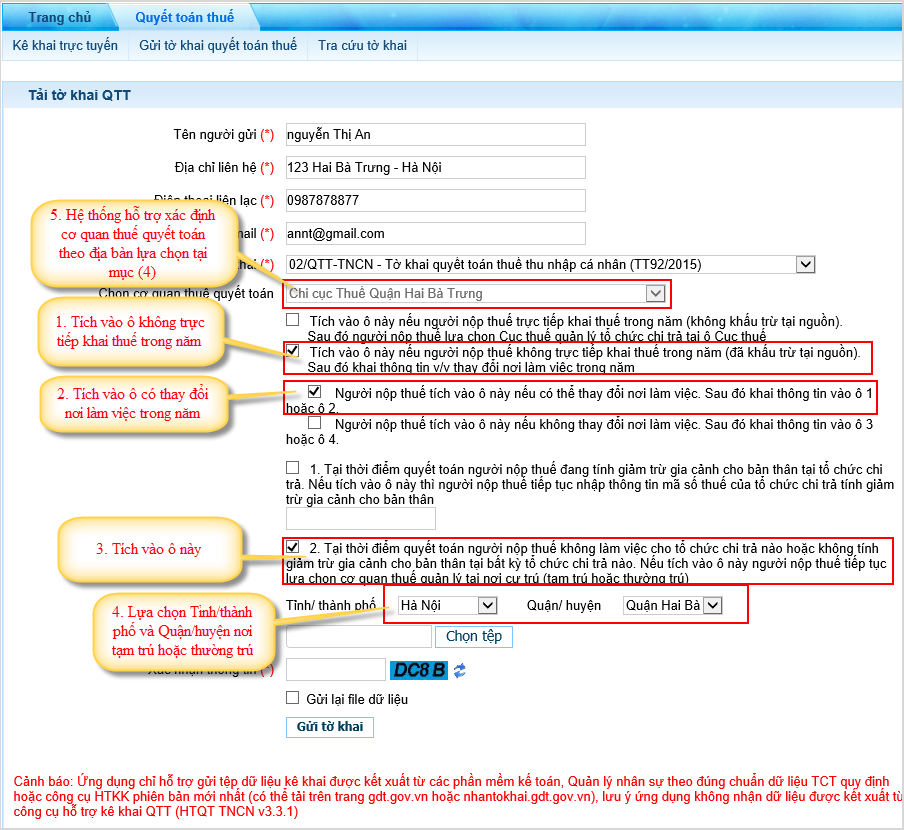 Trang chủ
Quyết toán thuế
Kê khai trực tuyến
Gửi tờ khai quyết toán thuế
Tra cứu tờ khai
Tải tờ khai QTT
Tên người gửi (*)
nguyễn Thị An
Địa chỉ liên hệ (*)
123 Hai Bà Trưng - Hà Nội
Điện thoại liên lạc (*)
0987878877
5. Hệ thống hỗ trợ xác định
cơ quan thuế quyết toán
theo địa bàn lựa chọn tại
mục (4)
(*)
annt@gmail.com
(*)
02/QTT-TNCN - Tờ khai quyết toán thuế thu nhập cá nhân (TT92/2015)
Chọn cơ quan thuế quyết toán
Chi cục Thuế Quận Hai Bà Trưng
1. Tích vào ô không trực
tiếp khai thuế trong năm
Tích vào ô này nếu người nộp thuế trực tiếp khai thuế trong năm (không khấu trừ tại nguồn).
Sau đó người nộp thuế lựa chọn Cục thuế quản lý tổ chức chi trả tại ô Cục thuế
Tích vào ô này nếu người nộp thuế không trực tiếp khai thuế trong năm (đã khấu trừ tại nguồn).
Sau đó khai thông tin v/v thay đổi nơi làm việc trong năm
2. Tích vào ô có thay đổi
nơi làm việc trong năm
Người nộp thuế tích vào ô này nếu có thể thay đổi nơi làm việc. Sau đó khai thông tin vào ô 1
hoặc ô 2.
Người nộp thuế tích vào ô này nếu không thay đổi nơi làm việc. Sau đó khai thông tin vào ô 3
hoặc ô 4.
1. Tại thời điểm quyết toán người nộp thuế đang tính giảm trừ gia cảnh cho bản thân tại tổ chức chi
trả. Nếu tích vào ô này thì người nộp thuế tiếp tục nhập thông tin mã số thuế của tổ chức chi trả tính giảm
trừ gia cảnh cho bản thân
3. Tích vào ô này
2. Tại thời điểm quyết toán người nộp thuế không làm việc cho tổ chức chi trả nào hoặc không tính
giảm trừ gia cảnh cho bản thân tại bất kỳ tổ chức chi trả nào. Nếu tích vào ô này người nộp thuế tiếp tục
lựa chọn cơ quan thuế quản lý tại nơi cư trú (tạm trú hoặc thường trú)
4. Lựa chọn Tỉnh/thành
phố và Quận/huyện nơi
tạm trú hoặc thường trú
Tỉnh/ thành phố
Hà Nội
Quận/ huyện
Quận Hai Bà
Chọn tệp
Xác nhận thông tin (*)
DC8 B
Gửi lại file dữ liệu
Gửi tờ khai
Cảnh báo: Ứng dụng chỉ hỗ trợ gửi tệp dữ liệu kê khai được kết xuất từ các phần mềm kế toán, Quản lý nhân sự theo đúng chuẩn dữ liệu TCT quy định
hoặc công cụ HTKK phiên bản mới nhất (có thể tải trên trang gdt.gov.vn hoặc nhantokhai.gdt.gov.vn), lưu ý ứng dụng không nhận dữ liệu được kết xuất từ
công cụ hỗ trợ kê khai QTT (HTQT TNCN v3.3.1)